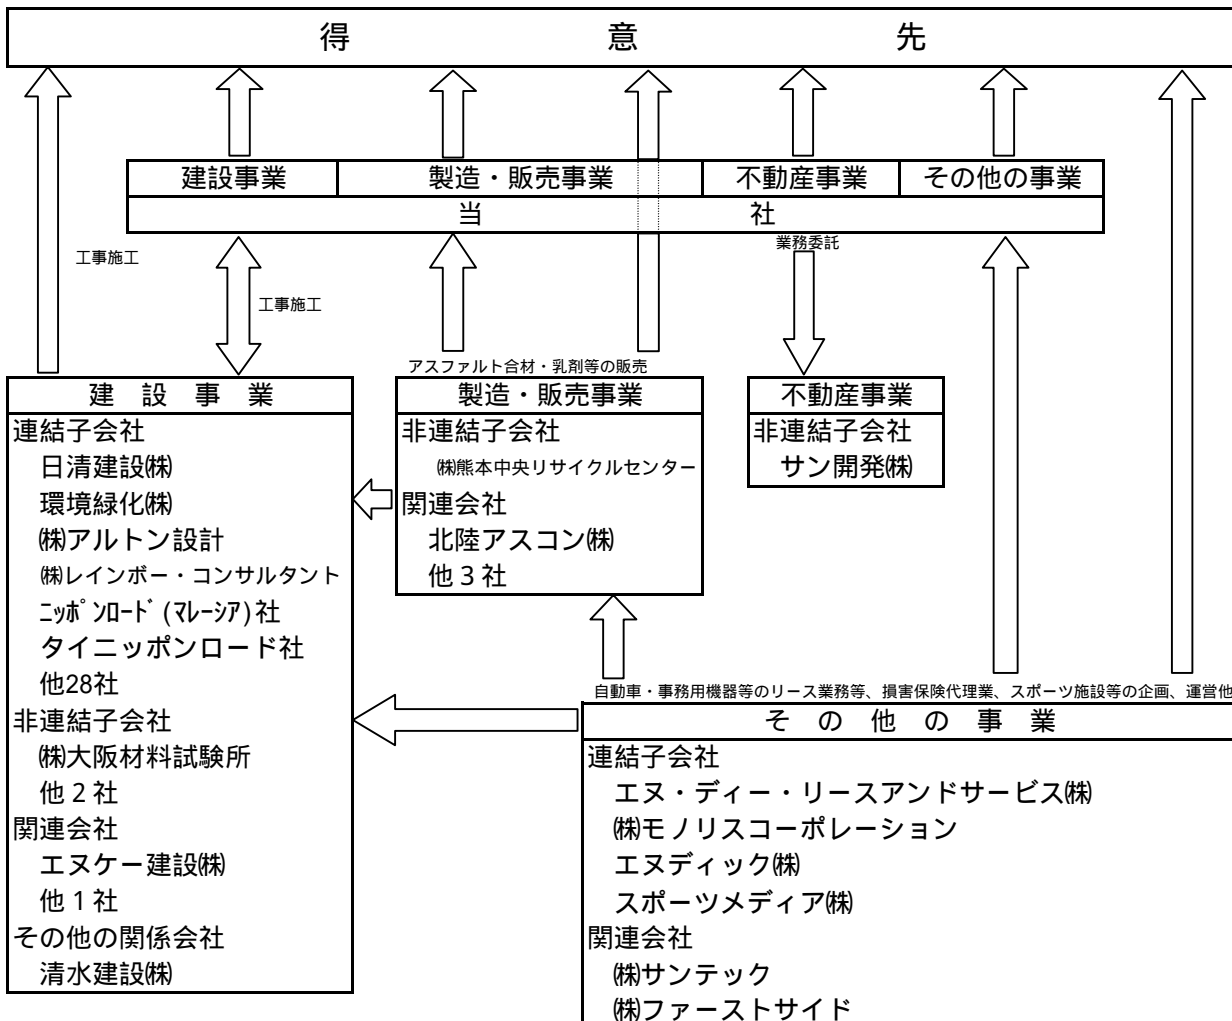 得 意 先
建設事業 製造・販売事業 不動産事業 その他の事業
当 社
工事施工
工事施工
業務委託
アスファルト合材・乳剤等の販売
建 設 事 業
連結子会社
日清建設㈱
環境緑化㈱
㈱アルトン設計
㈱レインボー・コンサルタント
ﾆｯﾎﾟﾝﾛｰﾄﾞ(ﾏﾚｰｼｱ)社
タイニッポンロード社
他28社
非連結子会社
㈱大阪材料試験所
他２社
関連会社
エヌケー建設㈱
他１社
その他の関係会社
清水建設㈱
製造・販売事業
非連結子会社
㈱熊本中央リサイクルセンター
関連会社
北陸アスコン㈱
他３社
不動産事業
非連結子会社
サン開発㈱
自動車・事務用機器等のリース業務等、損害保険代理業、スポーツ施設等の企画、運営他
そ の 他 の 事 業
連結子会社
エヌ・ディー・リースアンドサービス㈱
㈱モノリスコーポレーション
エヌディック㈱
スポーツメディア㈱
関連会社
㈱サンテック
㈱ファーストサイド